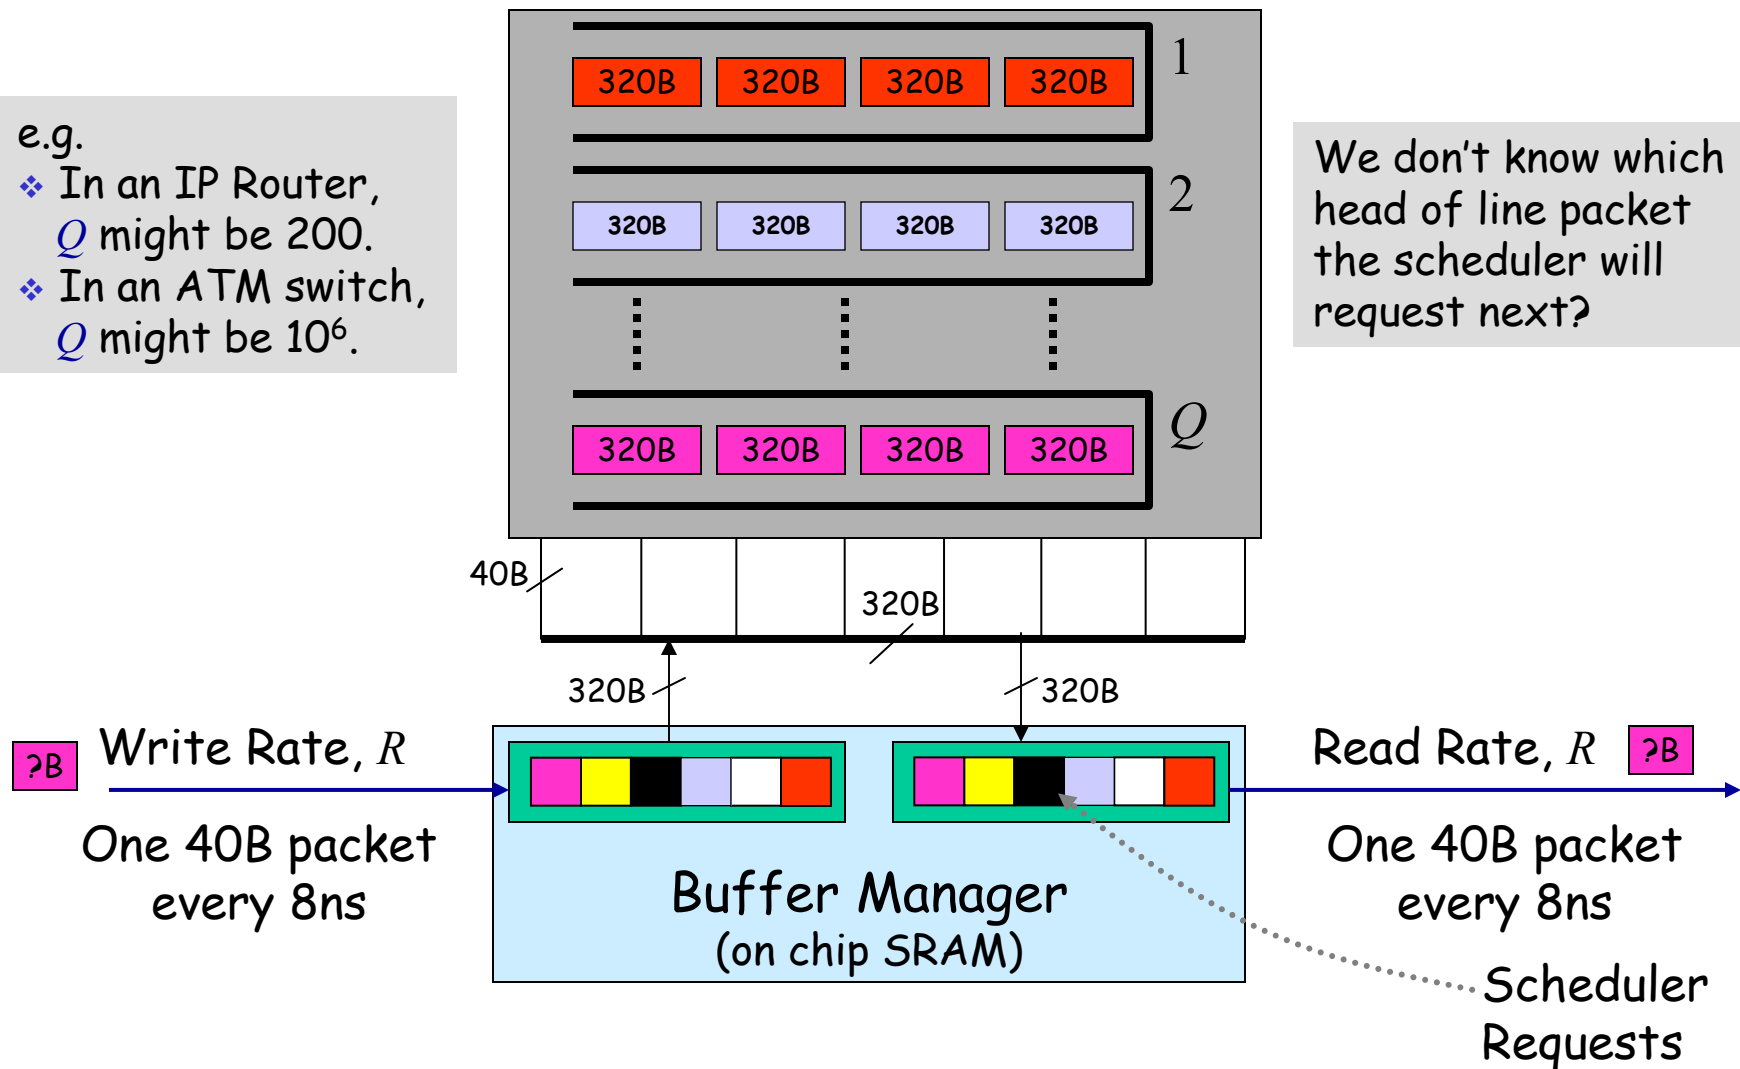 e.g.
❖ In an IP Router,
Q might be 200.
❖ In an ATM switch,
Q might be 10⁶.
320B 320B 320B 320B
1
320B 320B 320B 320B
2
320B 320B 320B 320B
Q
We don't know which
head of line packet
the scheduler will
request next?
40B
320B
320B
320B
?B
Write Rate, R
One 40B packet
every 8ns
Buffer Manager
(on chip SRAM)
Read Rate, R
?B
One 40B packet
every 8ns
Scheduler
Requests